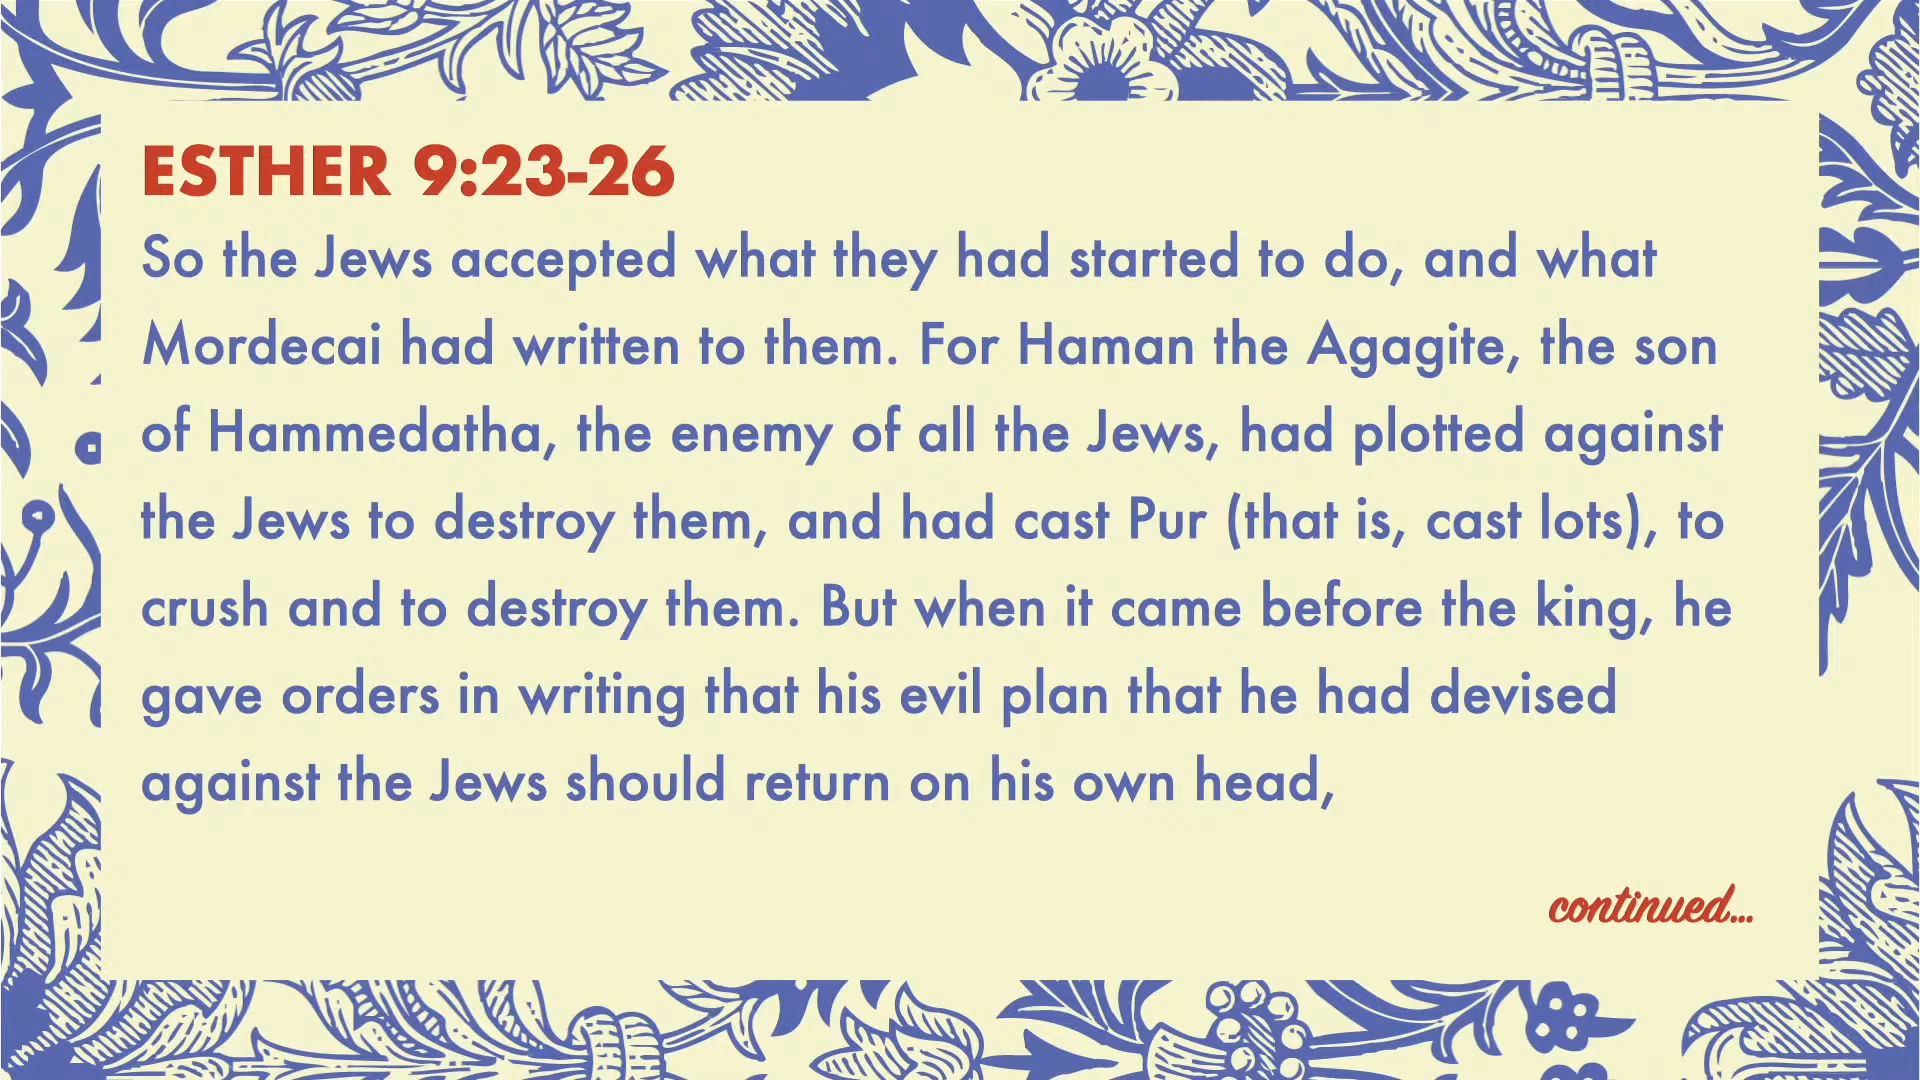 ESTHER 9:23-26
So the Jews accepted what they had started to do, and what
Mordecai had written to them. For Haman the Agagite, the son
of Hammedatha, the enemy of all the Jews, had plotted against
the Jews to destroy them, and had cast Pur (that is, cast lots), to
crush and to destroy them. But when it came before the king, he
gave orders in writing that his evil plan that he had devised
against the Jews should return on his own head,
continued...